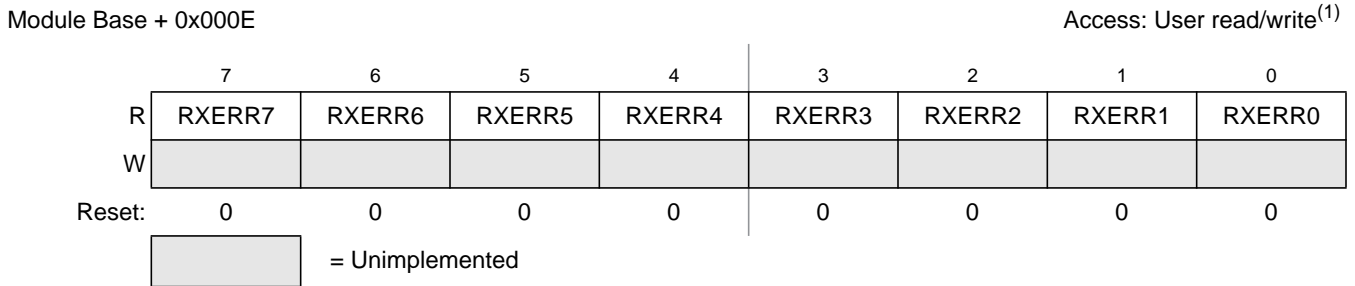 Module Base + 0x000E Access: User read/write(1)
7 6 5 4 3 2 1 0
R RXERR7 RXERR6 RXERR5 RXERR4 RXERR3 RXERR2 RXERR1 RXERR0
W
Reset: 0 0 0 0 0 0 0 0
= Unimplemented